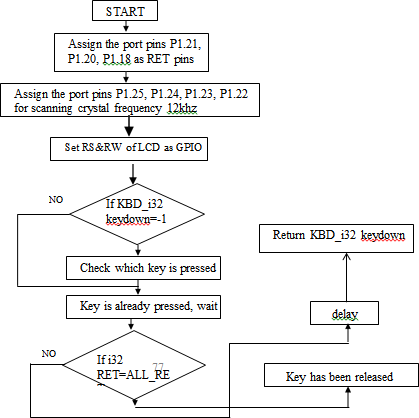 START
Assign the port pins P1.21,
P1.20, P1.18 as RET pins
Assign the port pins P1.25, P1.24, P1.23, P1.22
for scanning crystal frequency 12khz
Set RS&RW of LCD as GPIO
NO
If KBD_i32
keydown=-1
Return KBD_i32 keydown
Check which key is pressed
Key is already pressed, wait
delay
NO
If i32
77
RET=ALL_RE
Key has been released